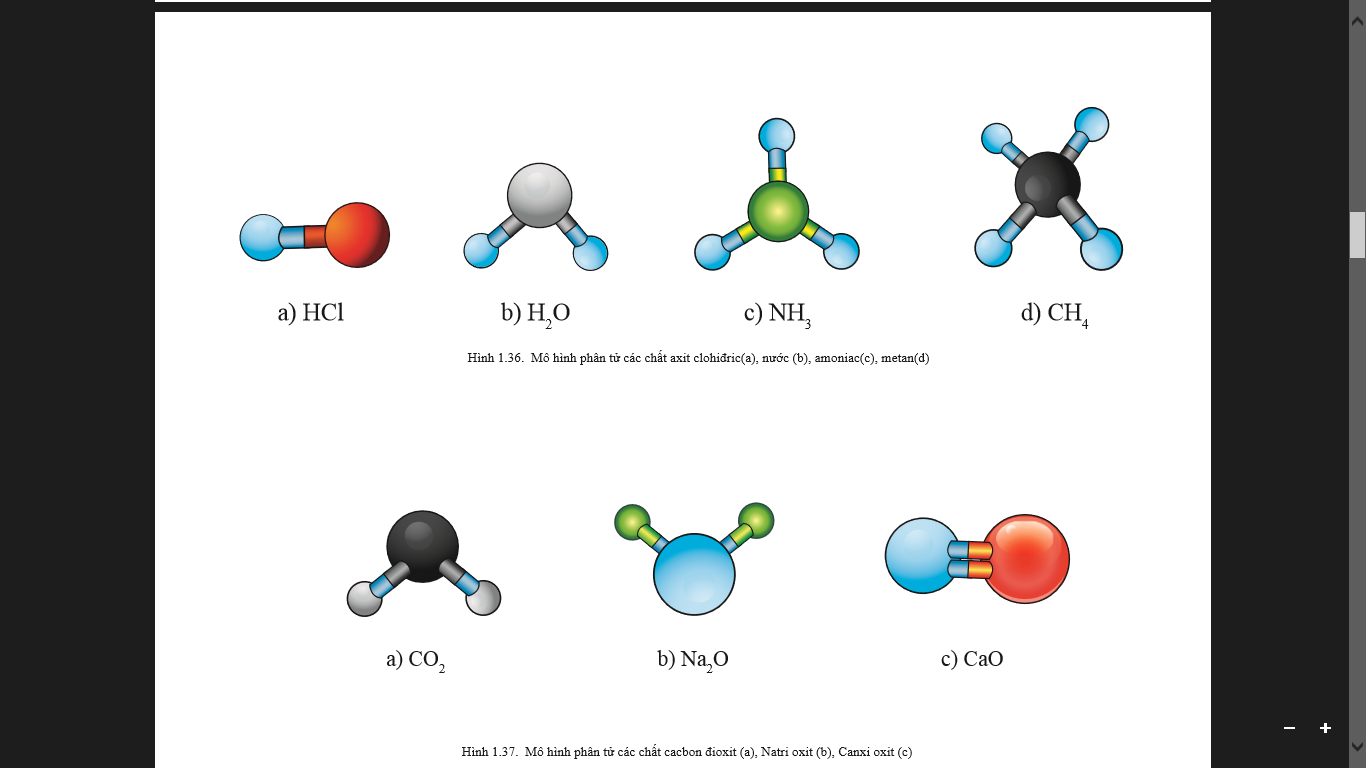 a) HCl
b) H₂O
c) NH₃
d) CH₄
Hình 1.36. Mô hình phân tử các chất axit clohiđric(a), nước (b), amoniac(c), metan(d)
a) CO₂
b) Na₂O
c) CaO
Hình 1.37. Mô hình phân tử các chất cacbon đioxit (a), Natri oxit (b), Canxi oxit (c)